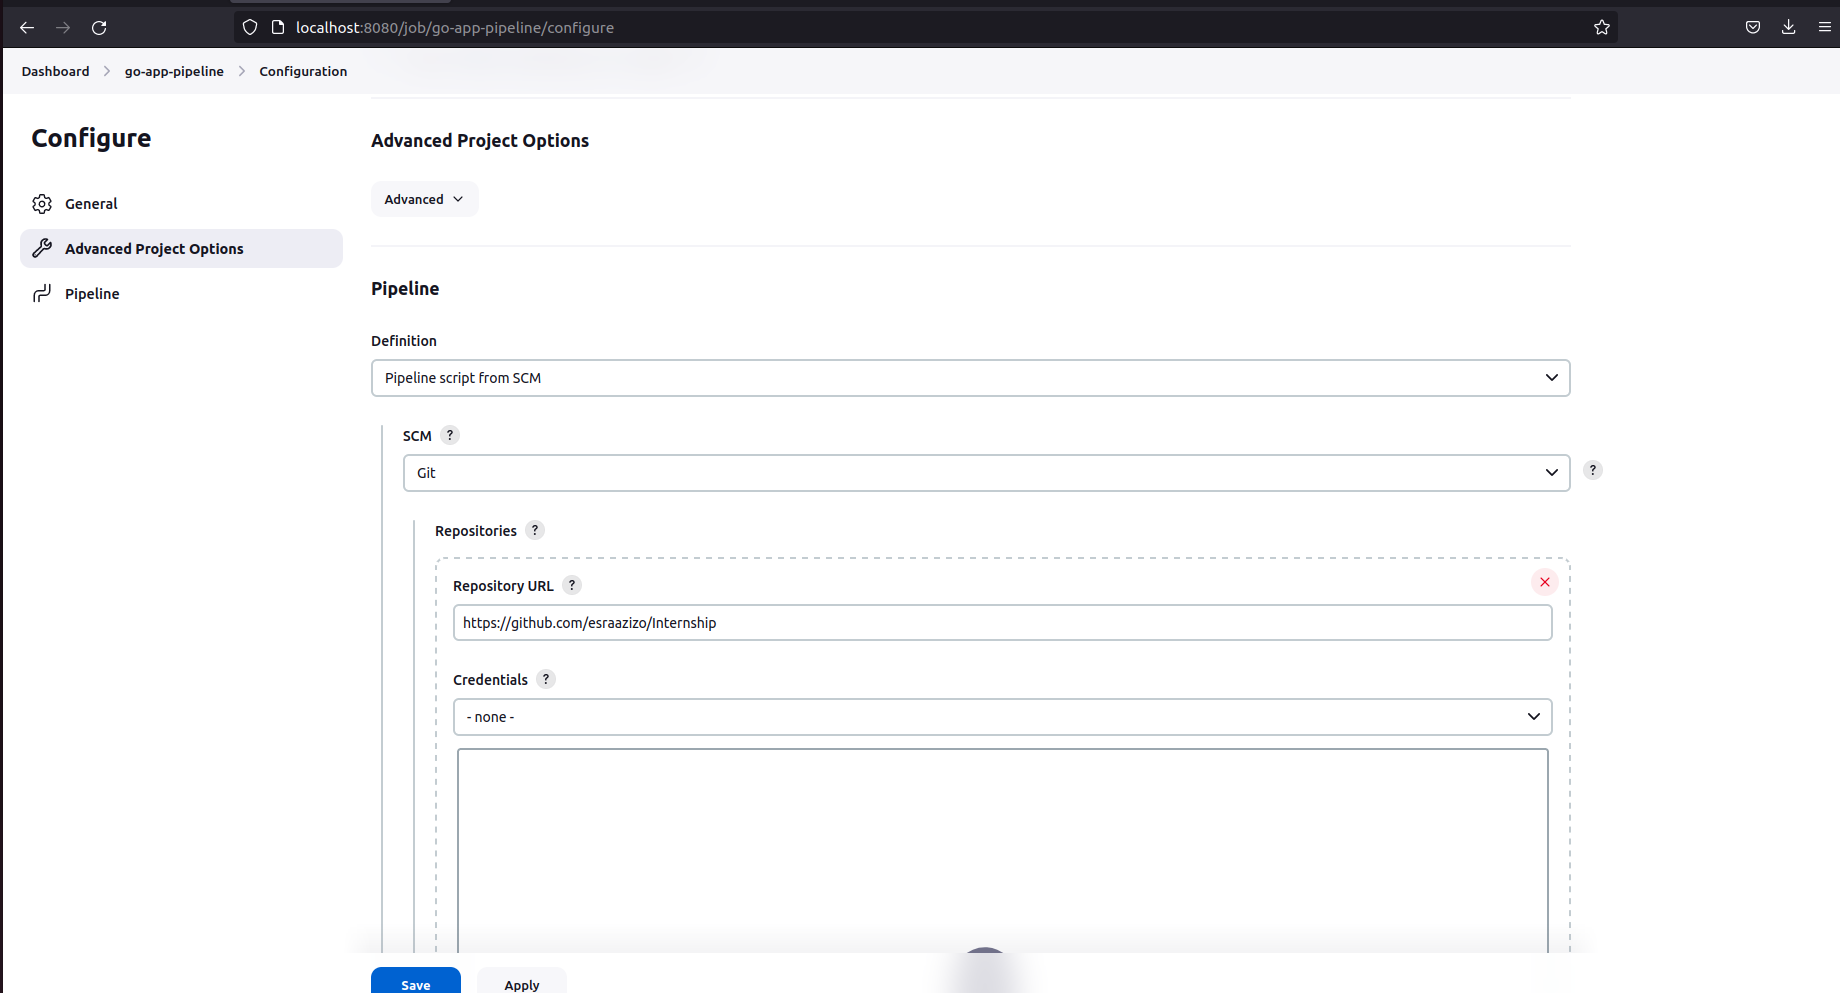 localhost:8080/job/go-app-pipeline/configure
Dashboard > go-app-pipeline > Configuration
Configure
General
Advanced Project Options
Pipeline
Advanced Project Options
Advanced
Pipeline
Definition
Pipeline script from SCM
SCM ?
Git
?
Repositories ?
Repository URL ?
https://github.com/esraazizo/Internship
Credentials ?
- none -
Save Apply